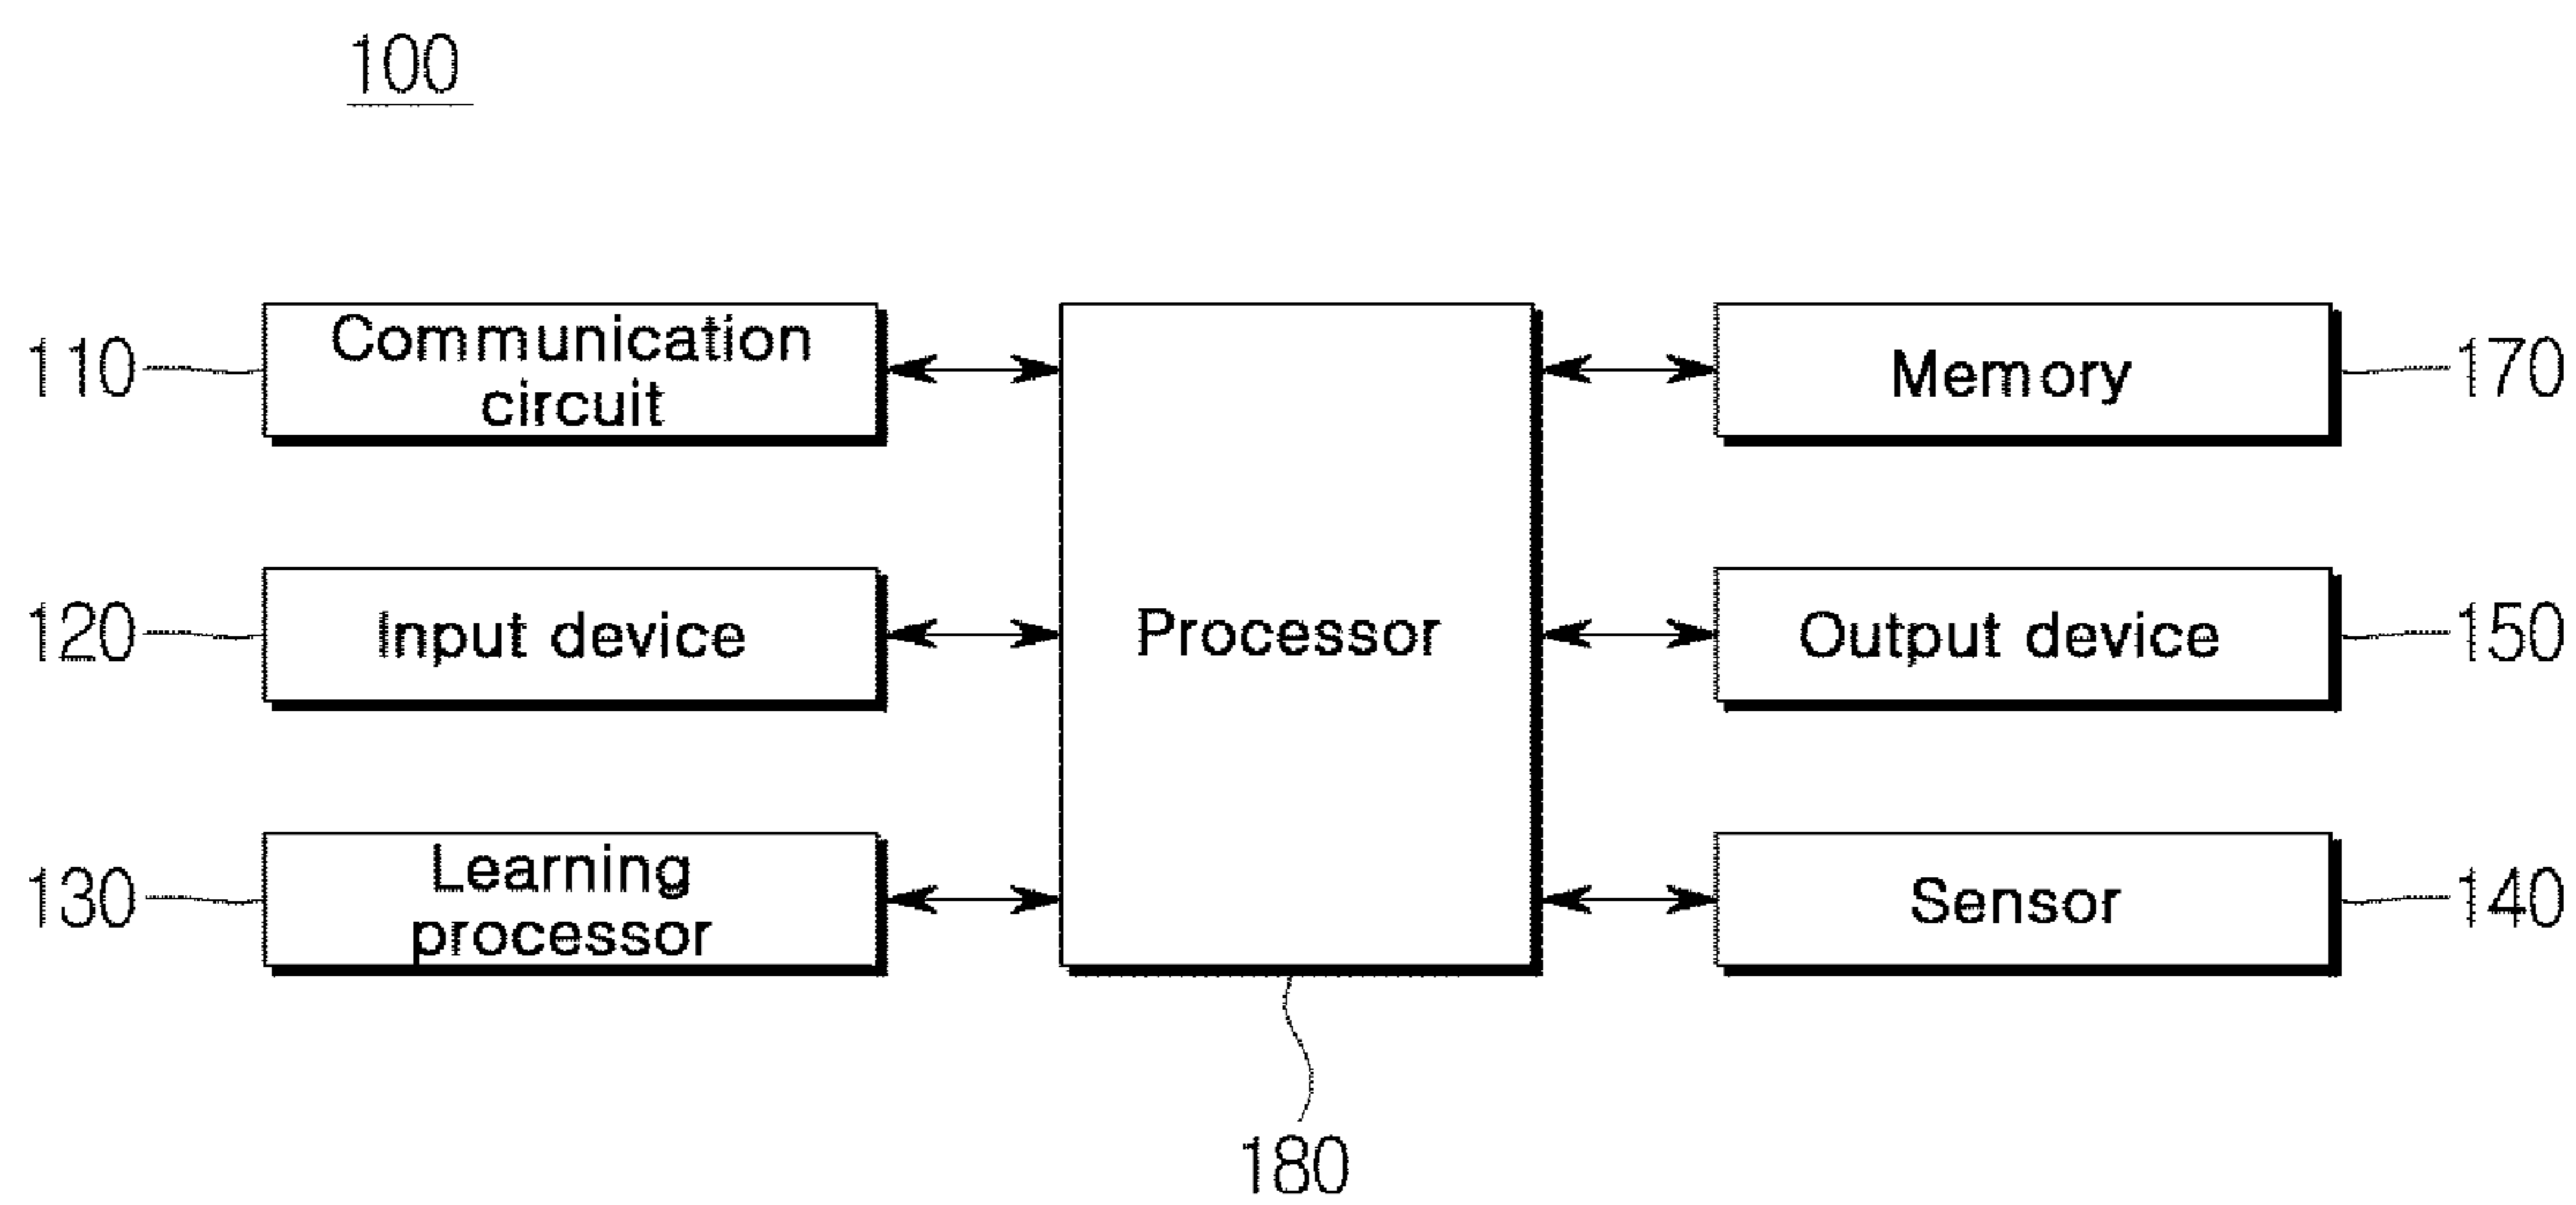 100
110
Communication
circuit
Memory
170
120
Input device
Processor
Output device
150
130
Learning
processor
Sensor
140
180